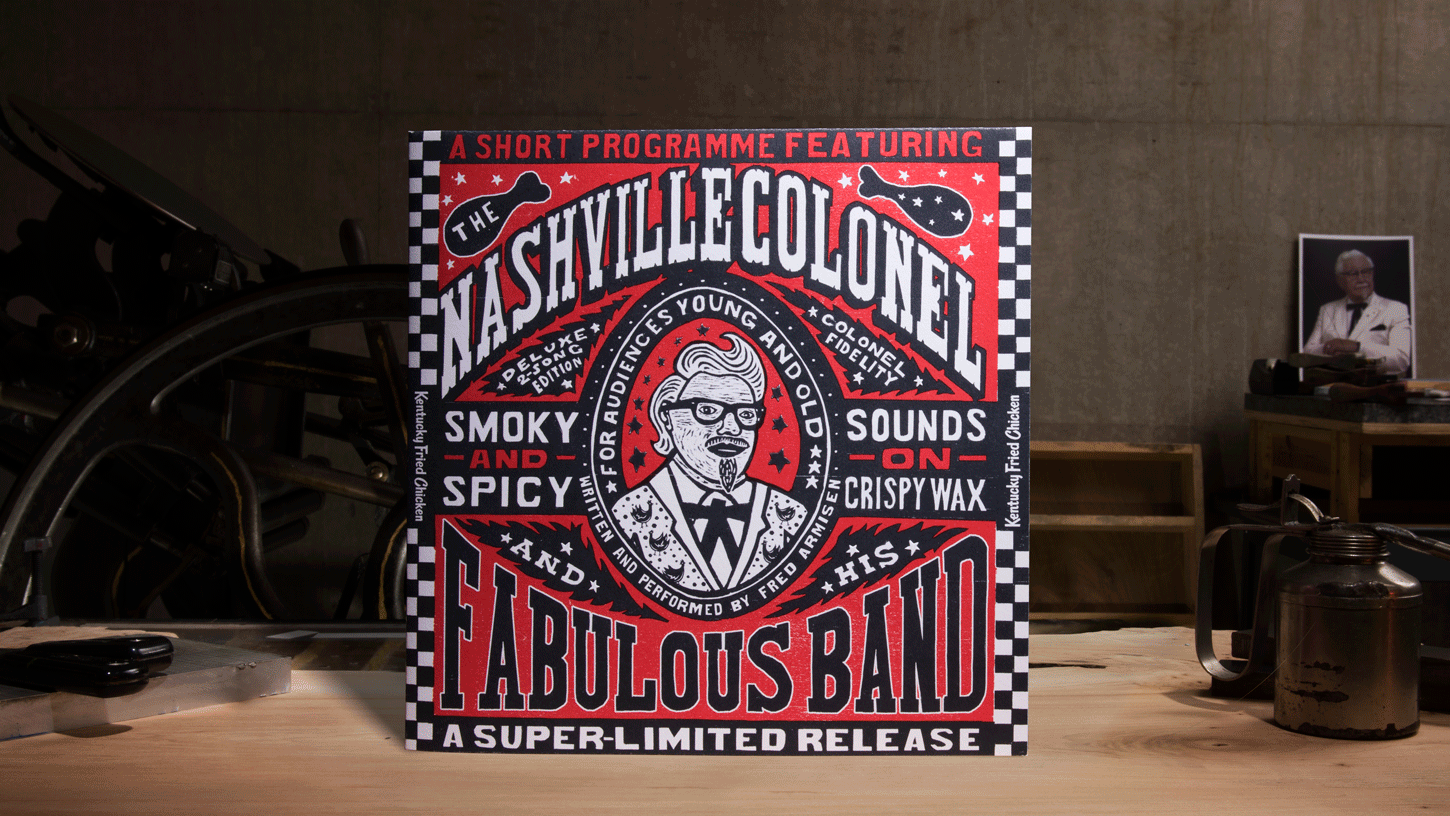 A SHORT PROGRAMME FEATURING
THE
NASHVILLE COLONEL
DELUXE
2-SONG
EDITION
COLONEL
FIDELITY
FOR AUDIENCES YOUNG AND OLD
WRITTEN AND PERFORMED BY FRED ARMISEN
SMOKY
AND
SPICY
SOUNDS
ON
CRISPY WAX
Kentucky Fried Chicken
Kentucky Fried Chicken
AND
HIS
FABULOUS BAND
A SUPER-LIMITED RELEASE